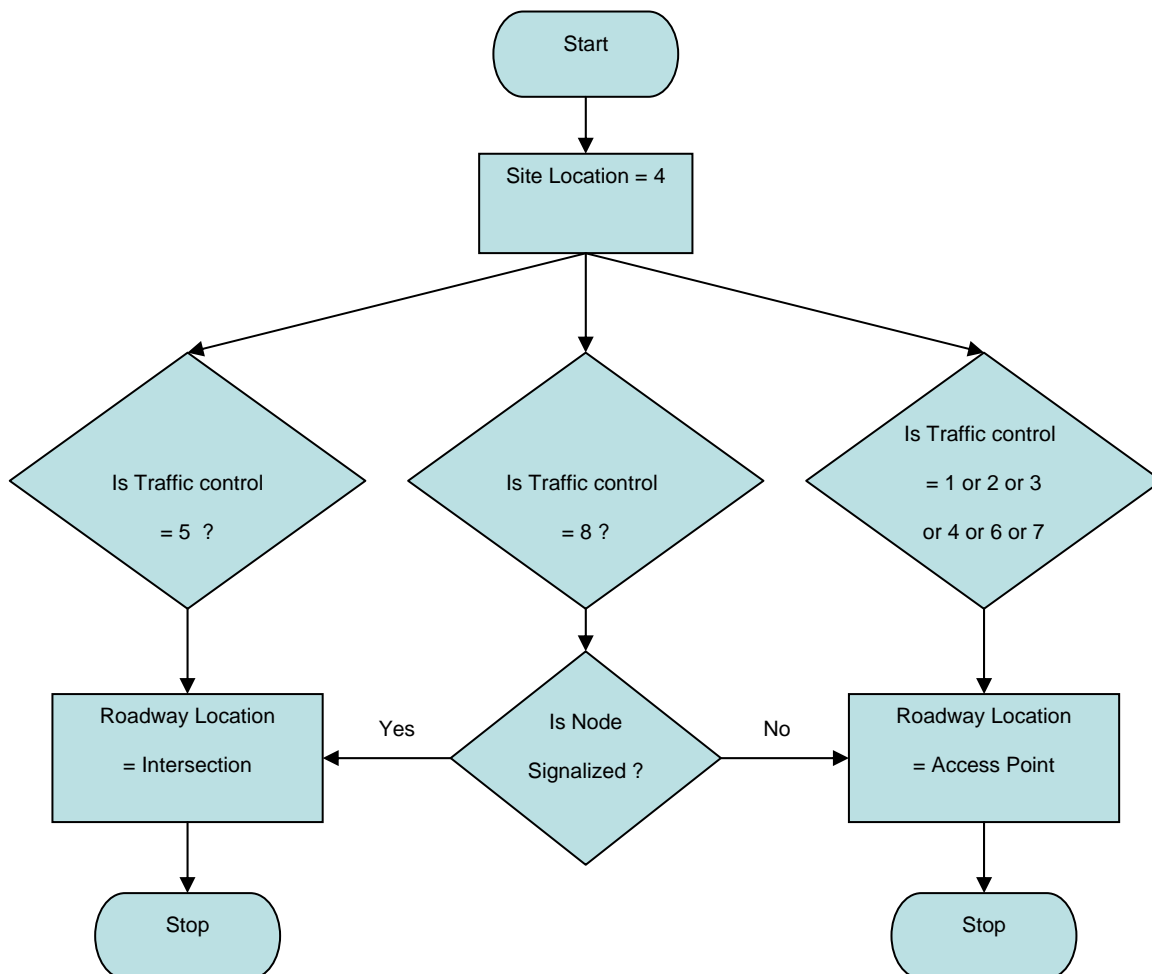 Start
Site Location = 4
Is Traffic control
= 5 ?
Is Traffic control
= 8 ?
Is Traffic control
= 1 or 2 or 3
or 4 or 6 or 7
Roadway Location
= Intersection
Yes
Is Node
Signalized ?
No
Roadway Location
= Access Point
Stop
Stop